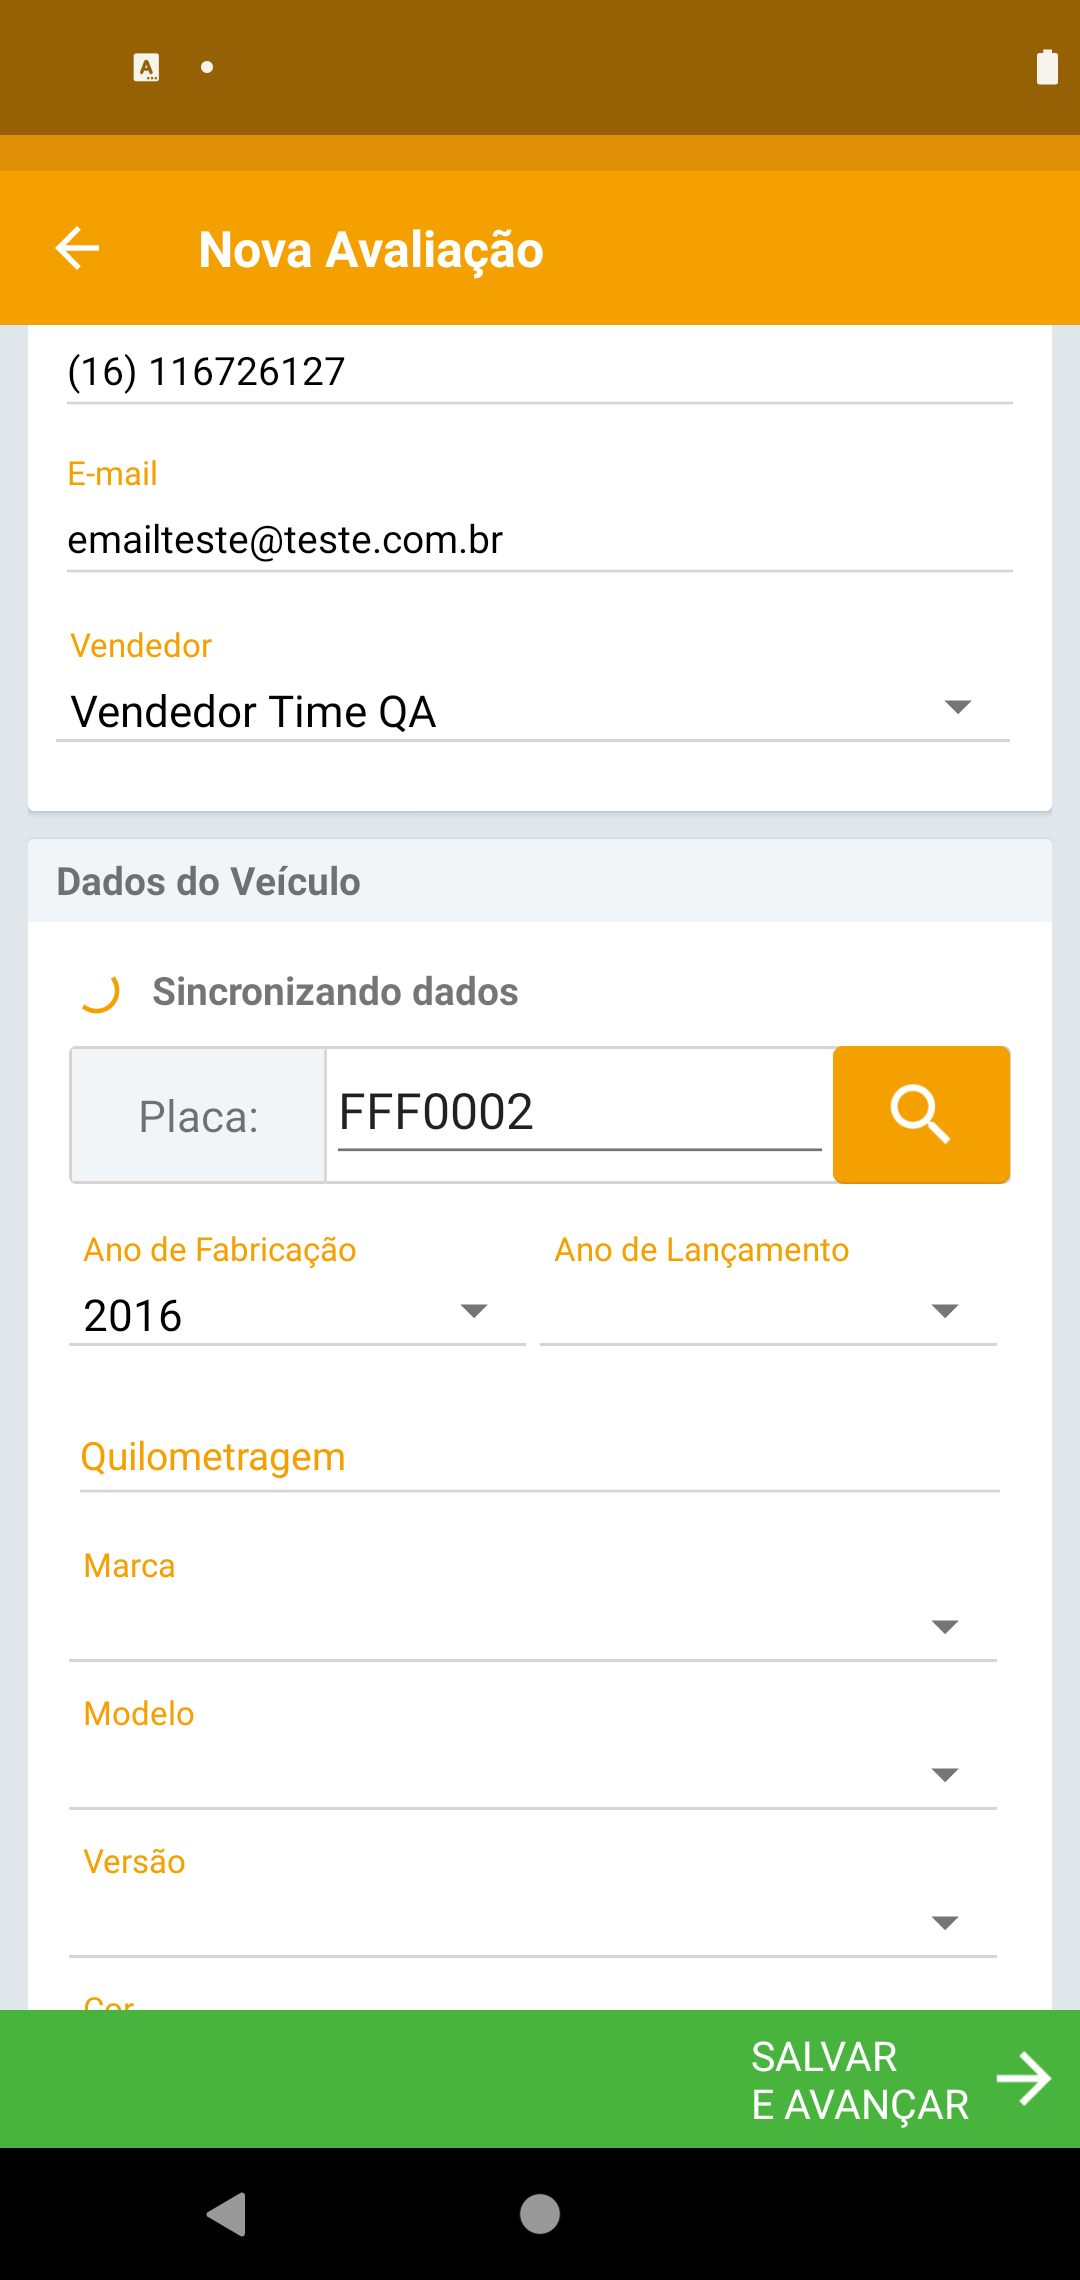 Nova Avaliação
(16) 116726127
E-mail
emailteste@teste.com.br
Vendedor
Vendedor Time QA
Dados do Veículo
Sincronizando dados
Placa: FFF0002
Ano de Fabricação Ano de Lançamento
2016
Quilometragem
Marca
Modelo
Versão
Cor
SALVAR
E AVANÇAR